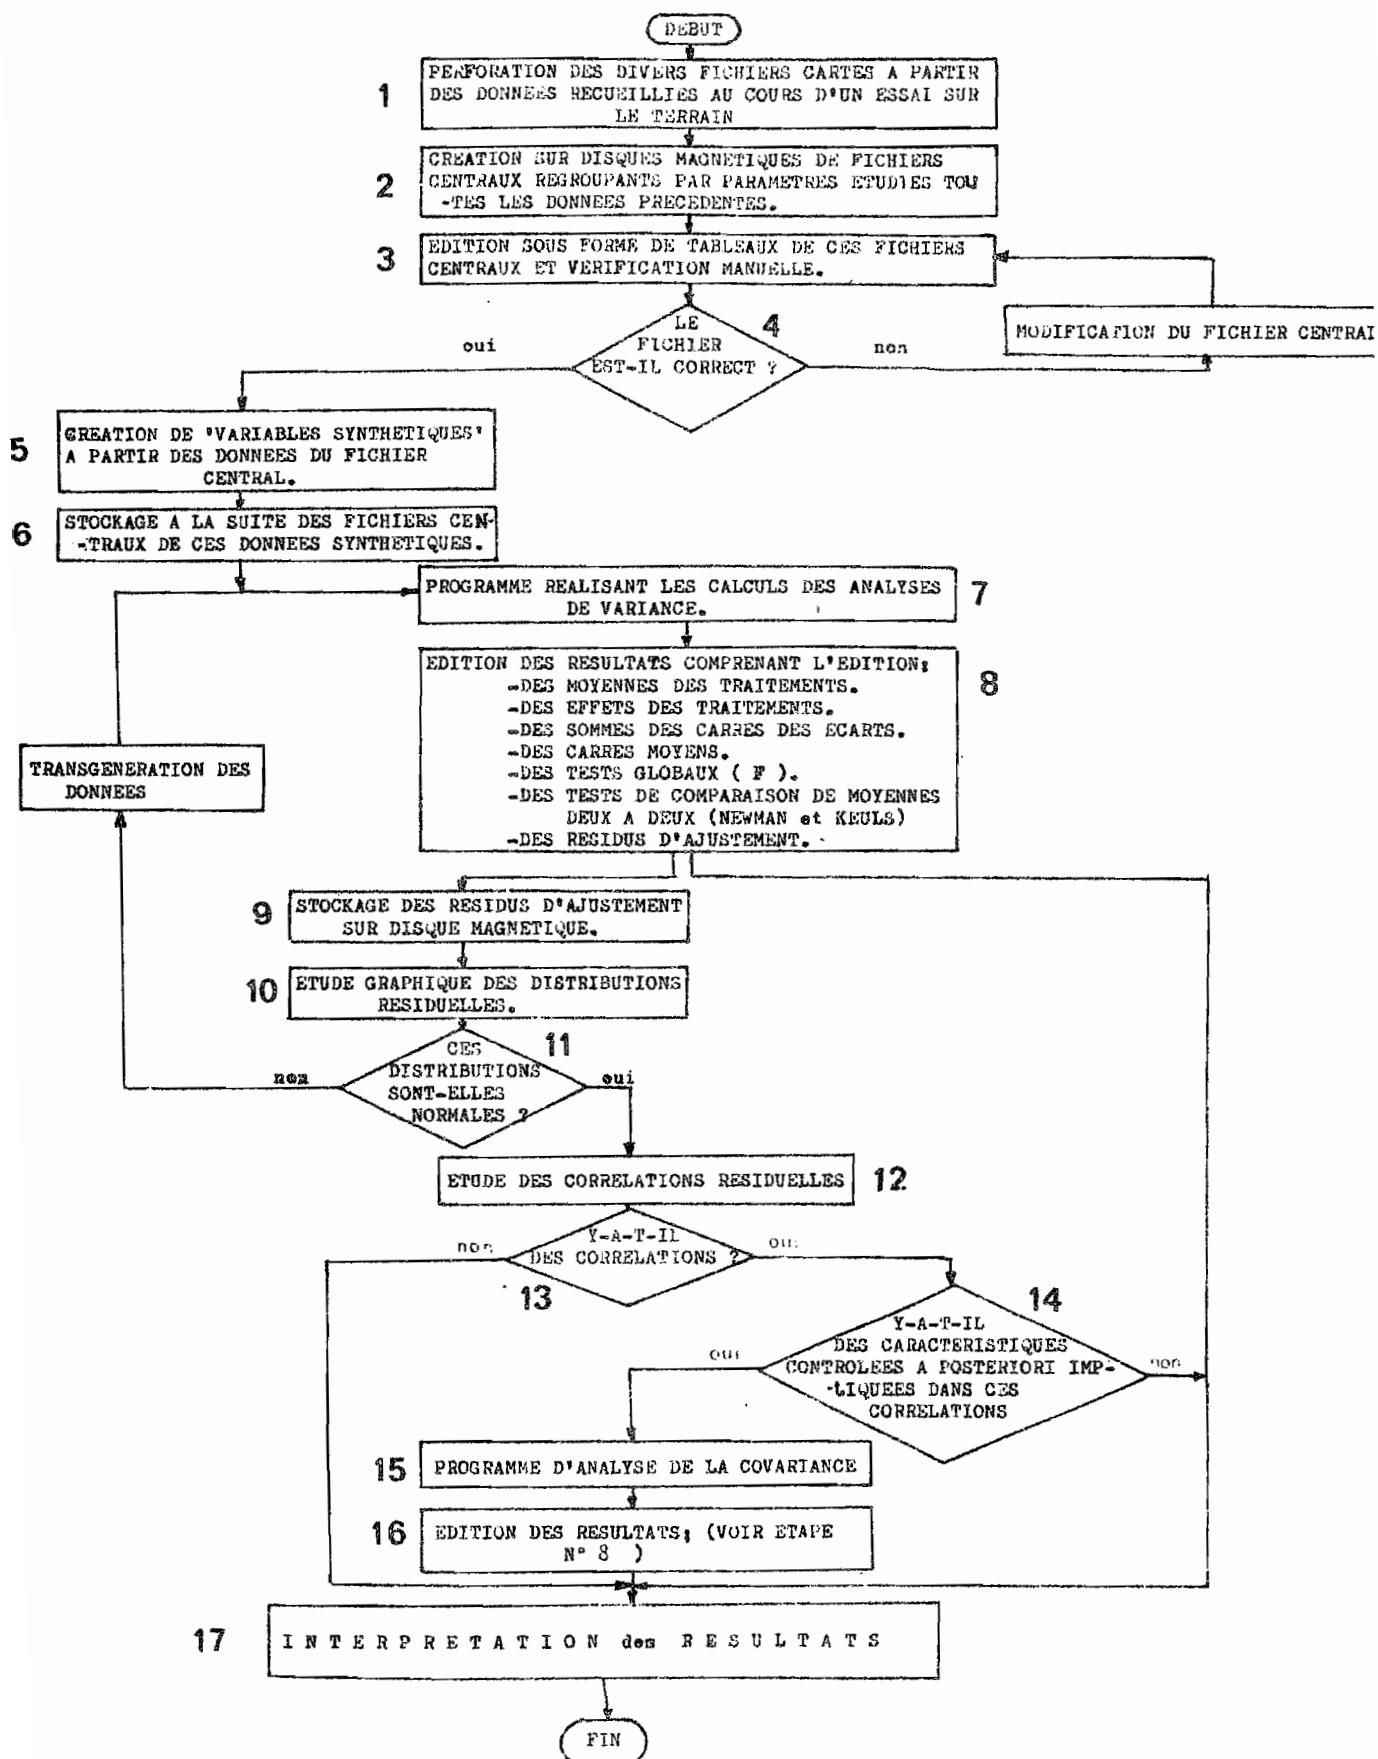 DEBUT
1
PERFORATION DES DIVERS FICHIERS CARTES A PARTIR
DES DONNEES RECUEILLIES AU COURS D'UN ESSAI SUR
LE TERRAIN
2
CREATION SUR DISQUES MAGNETIQUES DE FICHIERS
CENTRAUX REGROUPANTS PAR PARAMETRES ETUDIES TOU
-TES LES DONNEES PRECEDENTES.
3
EDITION SOUS FORME DE TABLEAUX DE CES FICHIERS
CENTRAUX ET VERIFICATION MANUELLE.
4
LE
FICHIER
EST-IL CORRECT ?
oui
non
MODIFICATION DU FICHIER CENTRAL
5
CREATION DE 'VARIABLES SYNTHETIQUES'
A PARTIR DES DONNEES DU FICHIER
CENTRAL.
6
STOCKAGE A LA SUITE DES FICHIERS CEN-
-TRAUX DE CES DONNEES SYNTHETIQUES.
PROGRAMME REALISANT LES CALCULS DES ANALYSES
DE VARIANCE.
7
EDITION DES RESULTATS COMPRENANT L'EDITION;
-DES MOYENNES DES TRAITEMENTS.
-DES EFFETS DES TRAITEMENTS.
-DES SOMMES DES CARRES DES ECARTS.
-DES CARRES MOYENS.
-DES TESTS GLOBAUX ( F ).
-DES TESTS DE COMPARAISON DE MOYENNES
DEUX A DEUX (NEWMAN et KEULS)
-DES RESIDUS D'AJUSTEMENT.
8
TRANSGENERATION DES
DONNEES
9
STOCKAGE DES RESIDUS D'AJUSTEMENT
SUR DISQUE MAGNETIQUE.
10
ETUDE GRAPHIQUE DES DISTRIBUTIONS
RESIDUELLES.
11
CES
DISTRIBUTIONS
SONT-ELLES
NORMALES ?
non
oui
ETUDE DES CORRELATIONS RESIDUELLES
12
Y-A-T-IL
DES CORRELATIONS ?
non
oui
13
14
Y-A-T-IL
DES CARACTERISTIQUES
CONTROLEES A POSTERIORI IMP-
-LIQUEES DANS CES
CORRELATIONS
oui
non
15
PROGRAMME D'ANALYSE DE LA COVARIANCE
16
EDITION DES RESULTATS; (VOIR ETAPE
N° 8 )
17
INTERPRETATION des RESULTATS
FIN